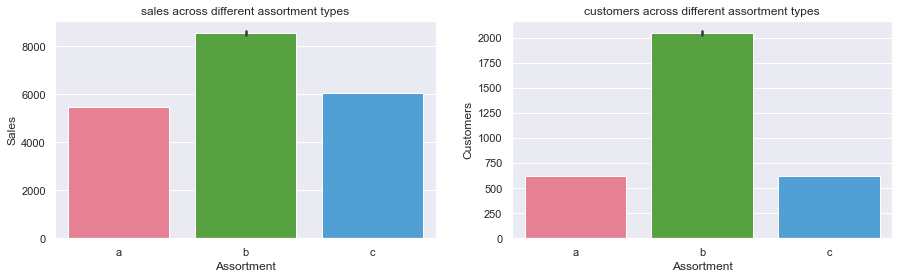 sales across different assortment types
8000
6000
4000
2000
0
Sales
a b c
Assortment
customers across different assortment types
2000
1750
1500
1250
1000
750
500
250
0
Customers
a b c
Assortment